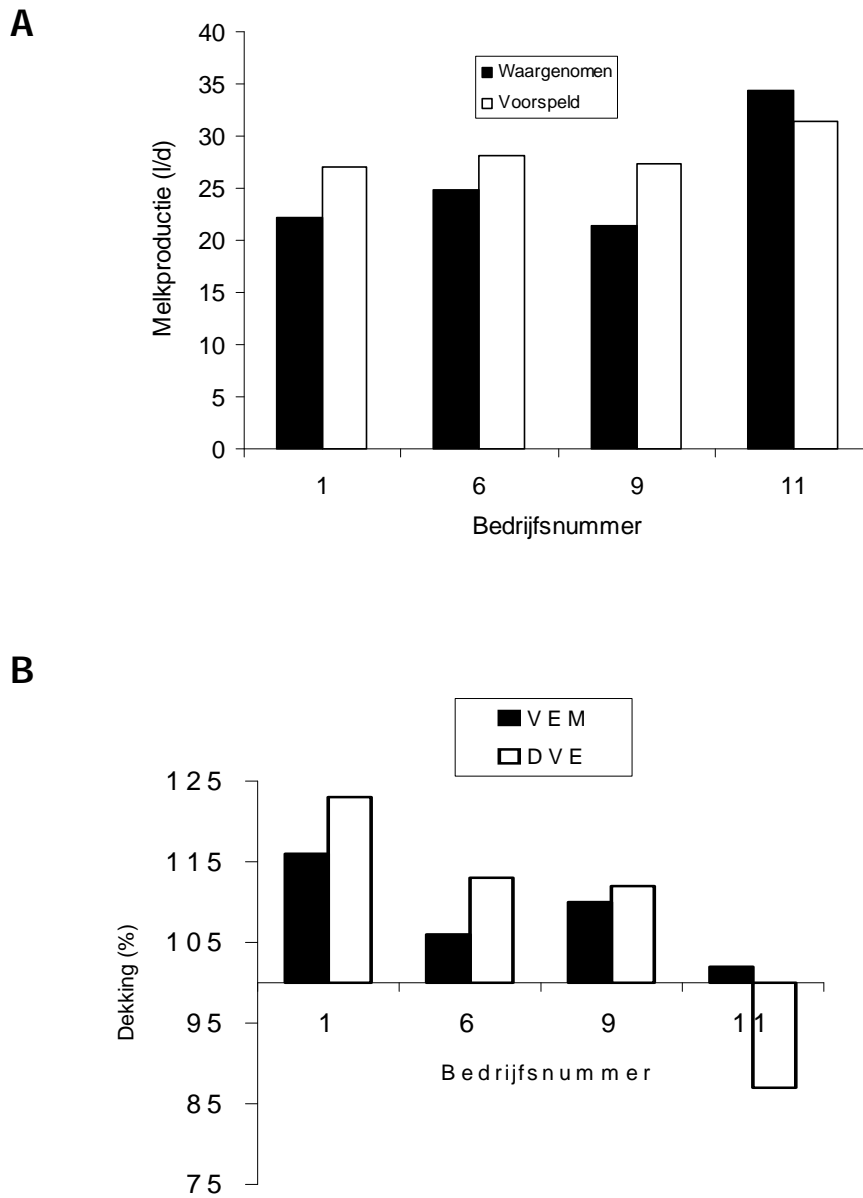 A
40
35
30
25
20
15
10
5
0
Melkproductie (l/d)
Waargenomen
Voorspeld
1 6 9 11
Bedrijfsnummer
B
VEM
DVE
125
115
105
95
85
75
Dekking (%)
1 6 9 11
Bedrijfsnummer